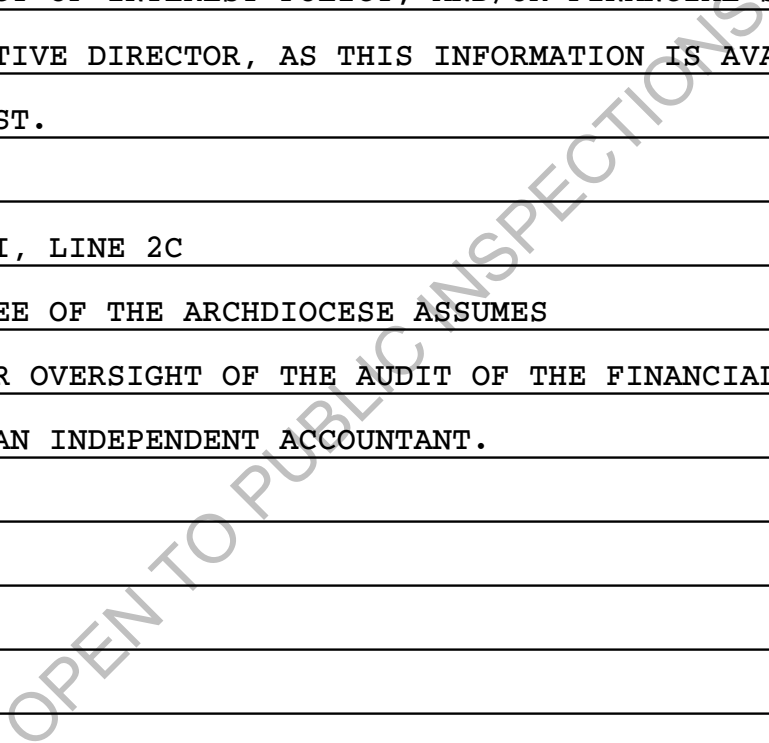 TIVE DIRECTOR, AS THIS INFORMATION IS AVA
ST.
I, LINE 2C
EE OF THE ARCHDIOCESE ASSUMES
R OVERSIGHT OF THE AUDIT OF THE FINANCIAL
AN INDEPENDENT ACCOUNTANT.
OPEN TO PUBLIC INSPECTIONS